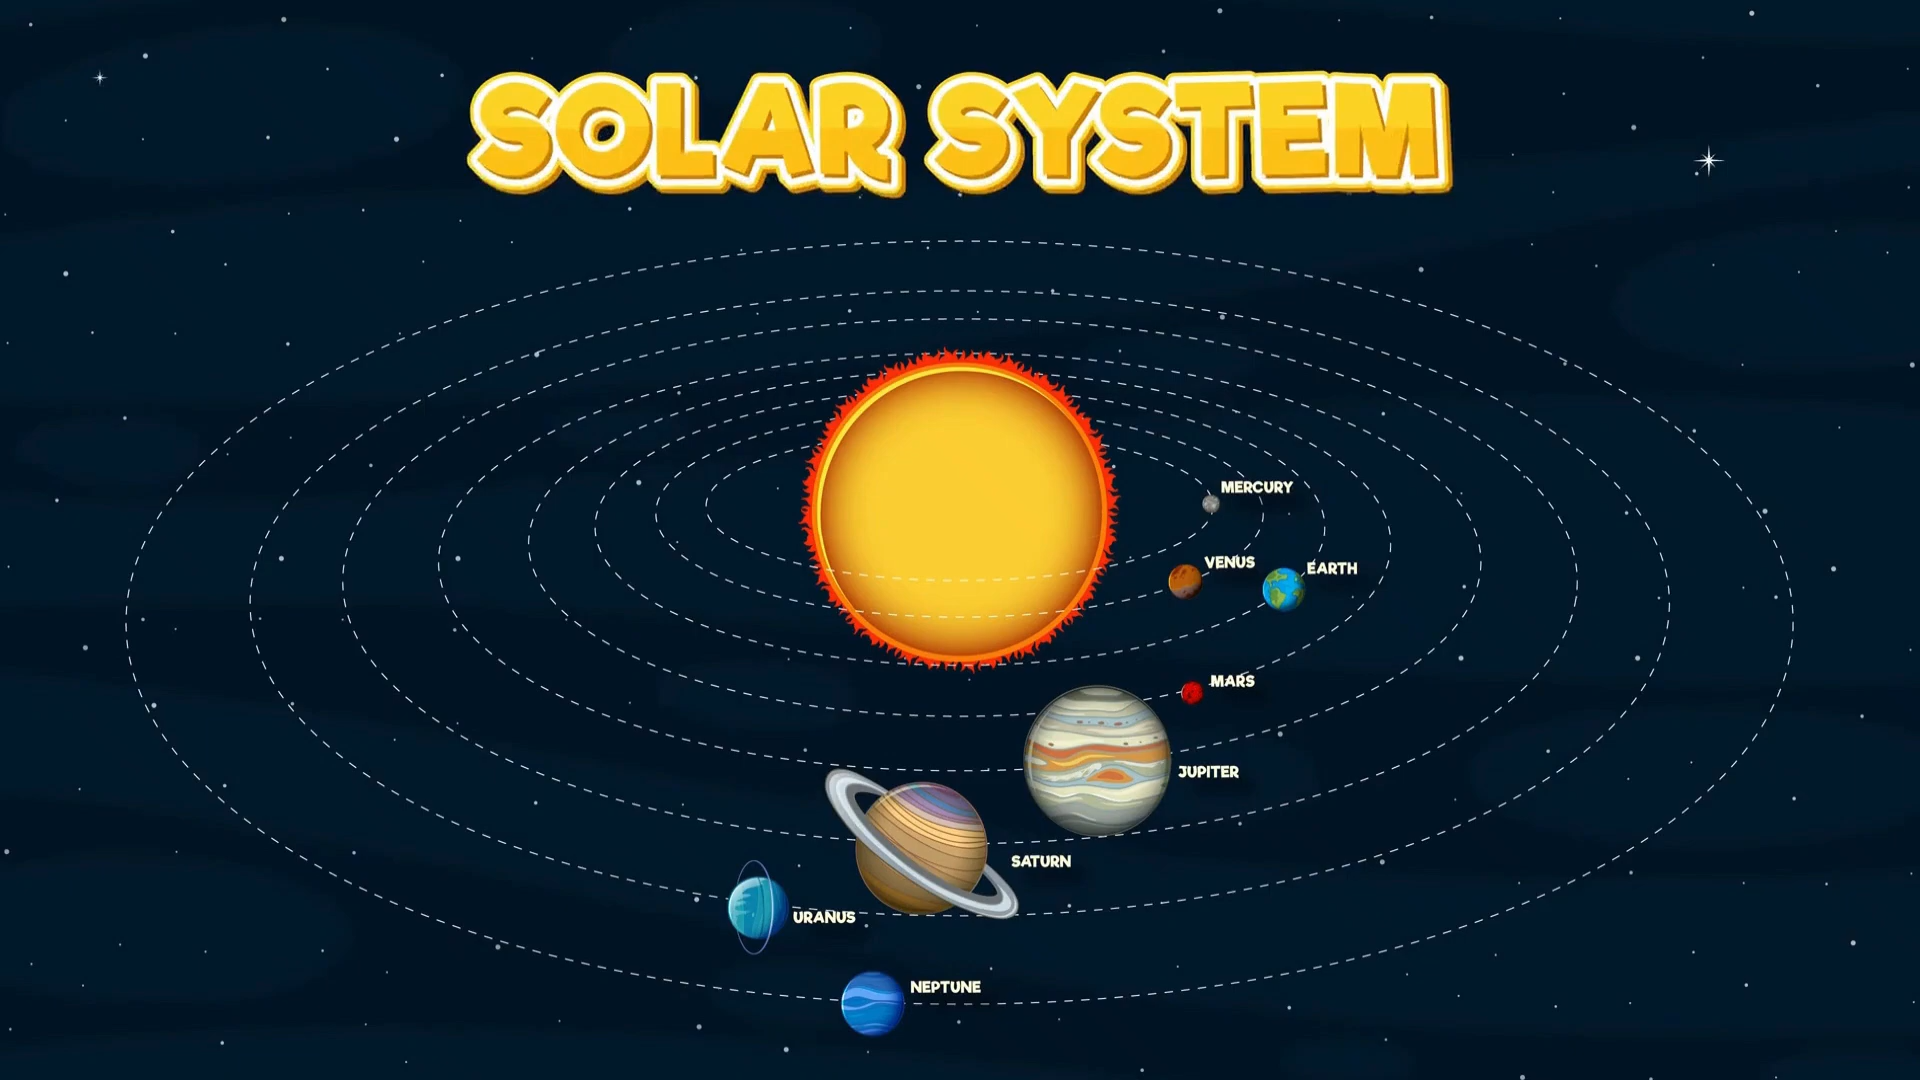 SOLAR SYSTEM
MERCURY
VENUS
EARTH
MARS
JUPITER
SATURN
URANUS
NEPTUNE